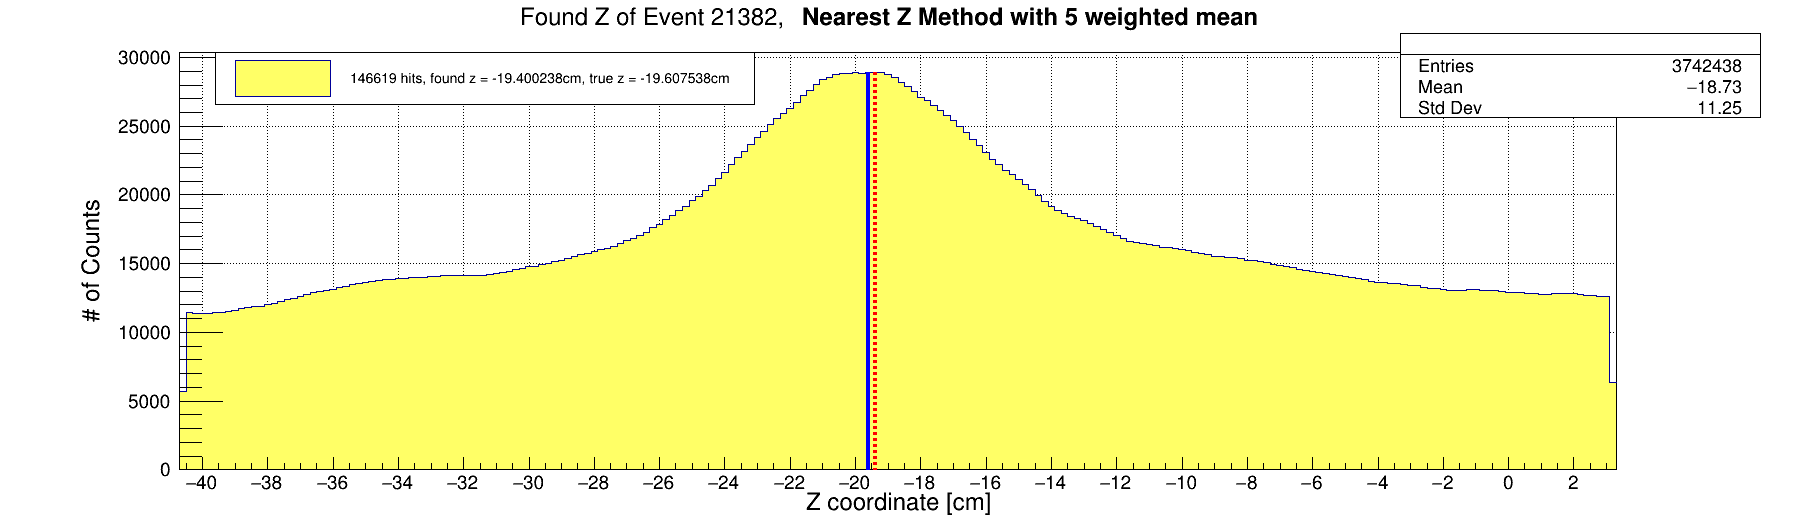 Found Z of Event 21382, Nearest Z Method with 5 weighted mean
146619 hits, found z = -19.400238cm, true z = -19.607538cm
Entries 3742438
Mean −18.73
Std Dev 11.25
# of Counts
30000
25000
20000
15000
10000
5000
0
−40 −38 −36 −34 −32 −30 −28 −26 −24 −22 −20 −18 −16 −14 −12 −10 −8 −6 −4 −2 0 2
Z coordinate [cm]